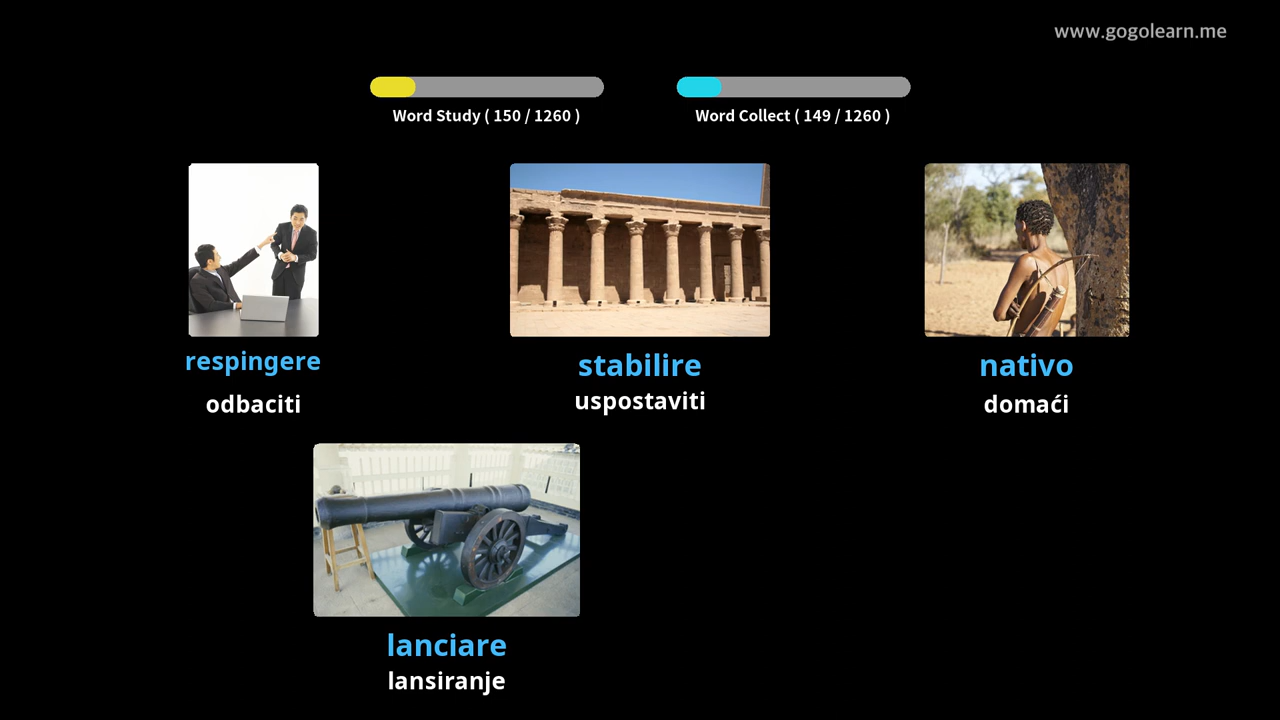 www.gogolearn.me
Word Study ( 150 / 1260 )
Word Collect ( 149 / 1260 )
respingere
odbaciti
stabilire
uspostaviti
nativo
domaći
lanciare
lansiranje